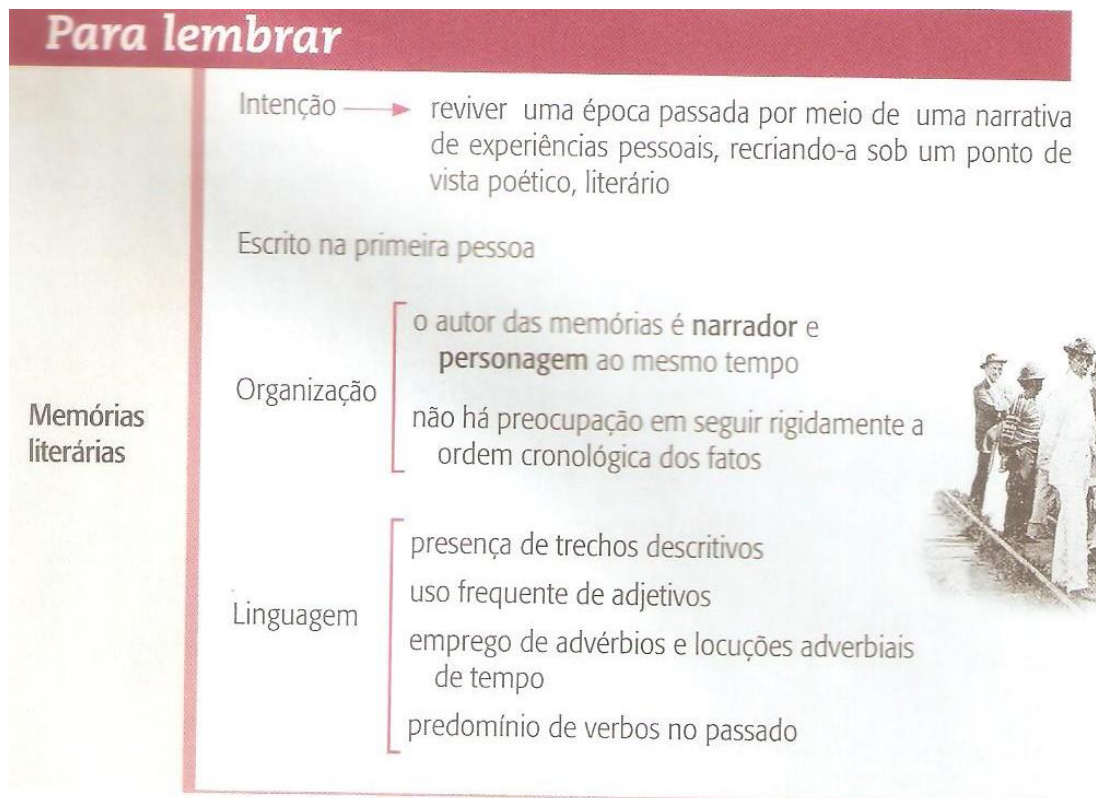 Para lembrar
Intenção → reviver uma época passada por meio de uma narrativa
de experiências pessoais, recriando-a sob um ponto de
vista poético, literário
Escrito na primeira pessoa
Memórias
literárias
Organização
o autor das memórias é narrador e
personagem ao mesmo tempo
não há preocupação em seguir rigidamente a
ordem cronológica dos fatos
Linguagem
presença de trechos descritivos
uso frequente de adjetivos
emprego de advérbios e locuções adverbiais
de tempo
predomínio de verbos no passado